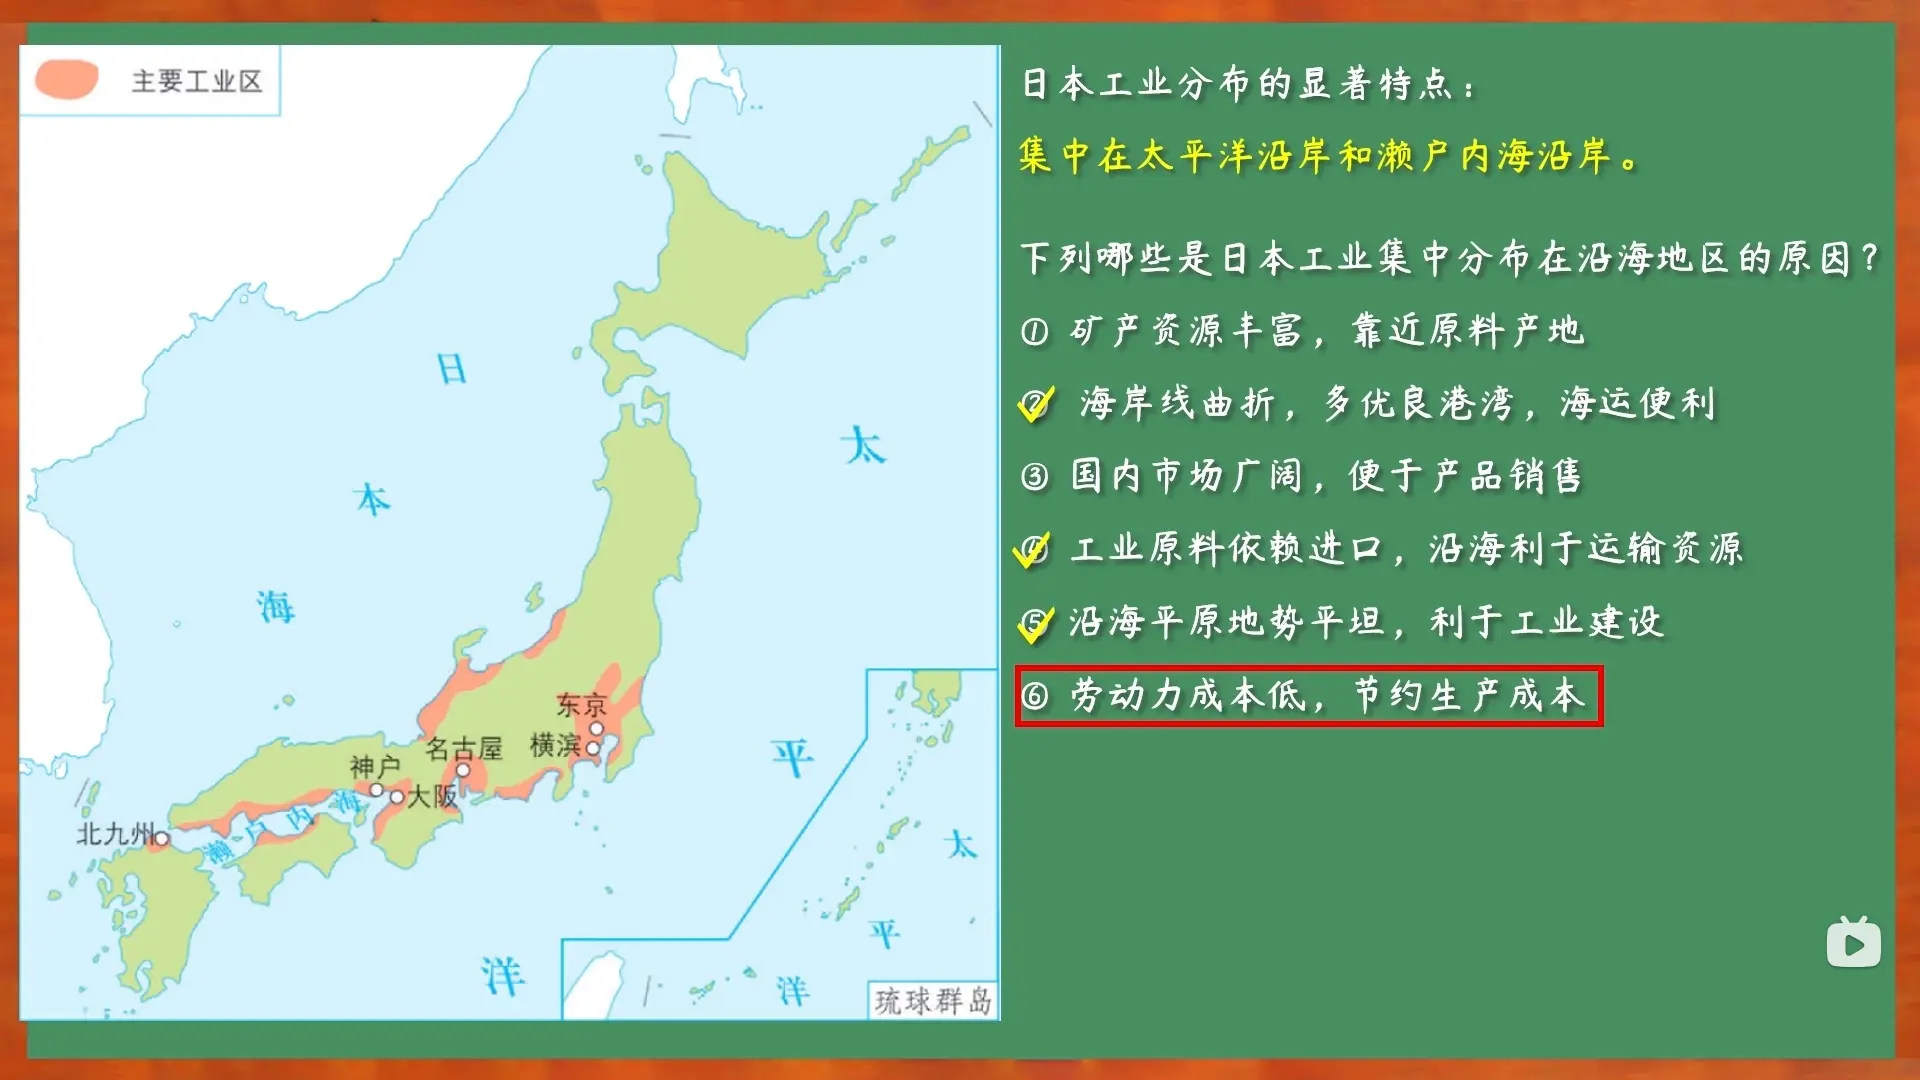 主要工业区
日本工业分布的显著特点：
集中在太平洋沿岸和濑户内海沿岸。
下列哪些是日本工业集中分布在沿海地区的原因？
① 矿产资源丰富，靠近原料产地
② 海岸线曲折，多优良港湾，海运便利
③ 国内市场广阔，便于产品销售
④ 工业原料依赖进口，沿海利于运输资源
⑤ 沿海平原地势平坦，利于工业建设
⑥ 劳动力成本低，节约生产成本
日
本
海
太
平
洋
东京
横滨
名古屋
神户
大阪
北九州
濑户内海
太
平
洋
琉球群岛